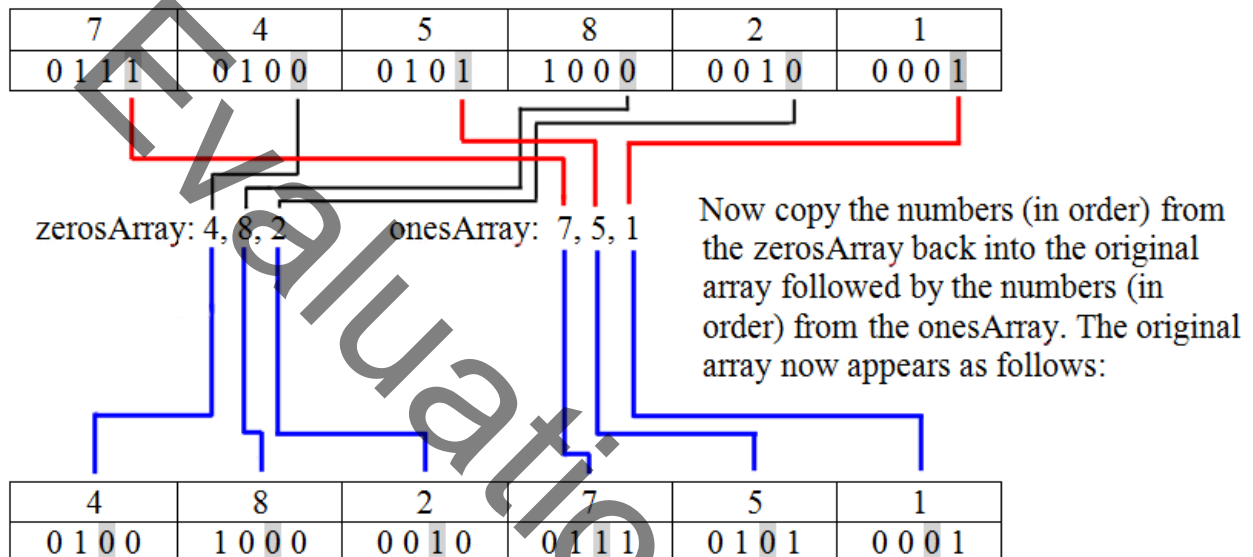 7 4 5 8 2 1
0 1 1 1 0 1 0 0 0 1 0 1 1 0 0 0 0 0 1 0 0 0 0 1
zerosArray: 4, 8, 2 onesArray: 7, 5, 1
Now copy the numbers (in order) from
the zerosArray back into the original
array followed by the numbers (in
order) from the onesArray. The original
array now appears as follows:
4 8 2 7 5 1
0 1 0 0 1 0 0 0 0 0 1 0 0 1 1 1 0 1 0 1 0 0 0 1
Evaluatio